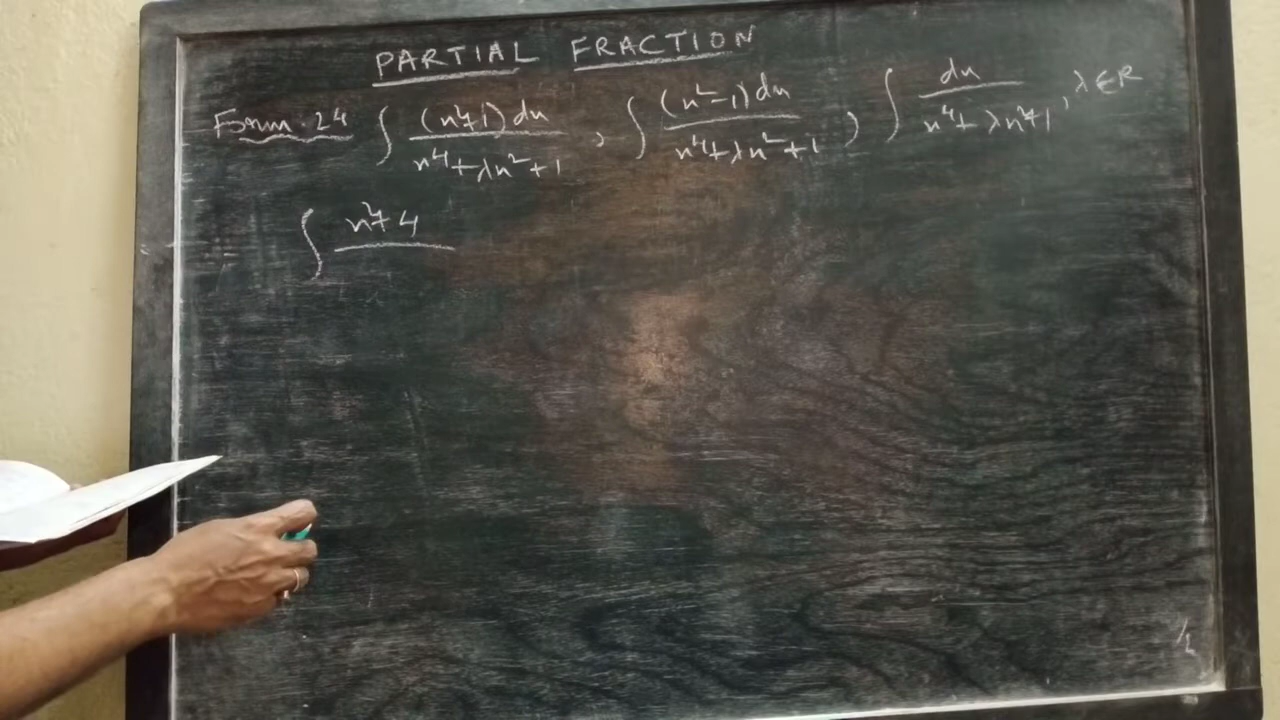 PARTIAL FRACTION
Form. 24 ∫ (x²+1) dx / x⁴+λx²+1 , ∫ (x²-1) dx / x⁴+λx²+1 , ∫ dx / x⁴+λx²+1 , λ∈R
∫ x²+4